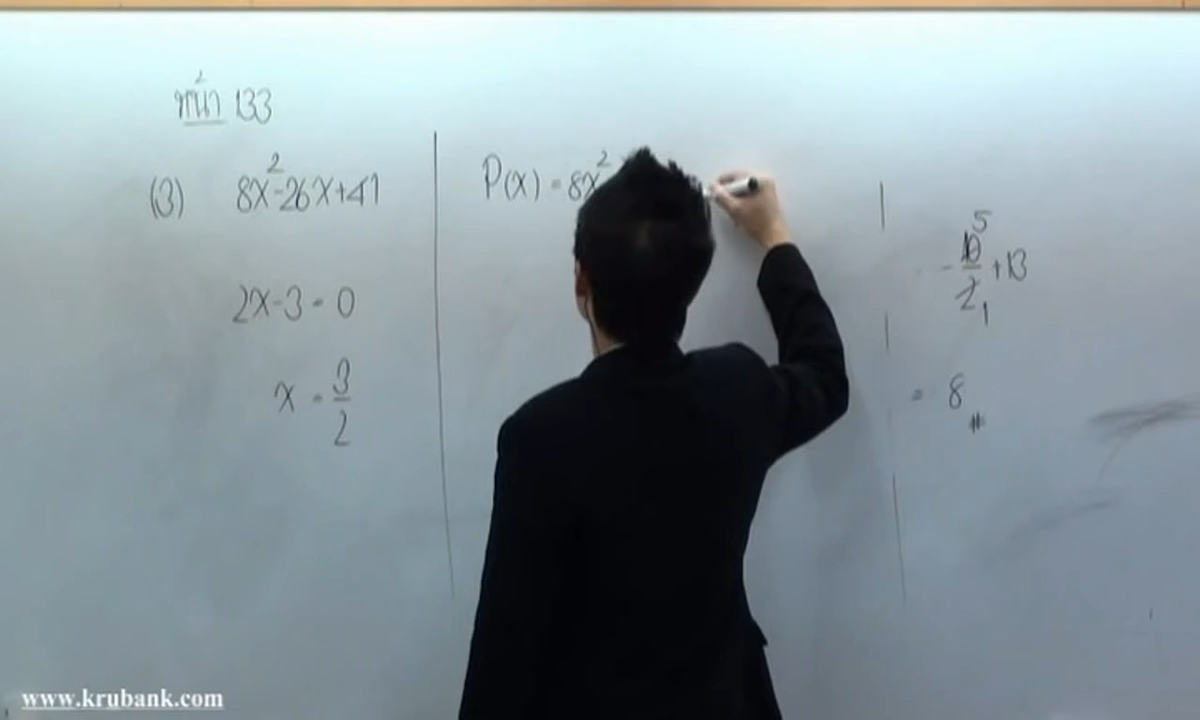 หน้า 133
(3) 8x²-26x+41
2x-3 = 0
x = 3/2
P(x) = 8x²
-10/2 5 1 +13
= 8 #
www.krubank.com